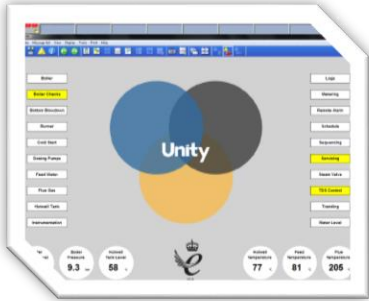 Boiler
Boiler Checks
Bottom Blowdown
Burner
Cold Start
Dosing Pumps
Feed Water
Flue Gas
Hotwell Tank
Instrumentation
Unity
Logs
Metering
Remote Alarm
Schedule
Sequencing
Servicing
Steam Valve
TDS Control
Trending
Water Level
Boiler
Pressure
9.3
Hotwell
Tank Level
58
Hotwell
Temperature
77
Feed
Temperature
81
Flue
Temperature
205